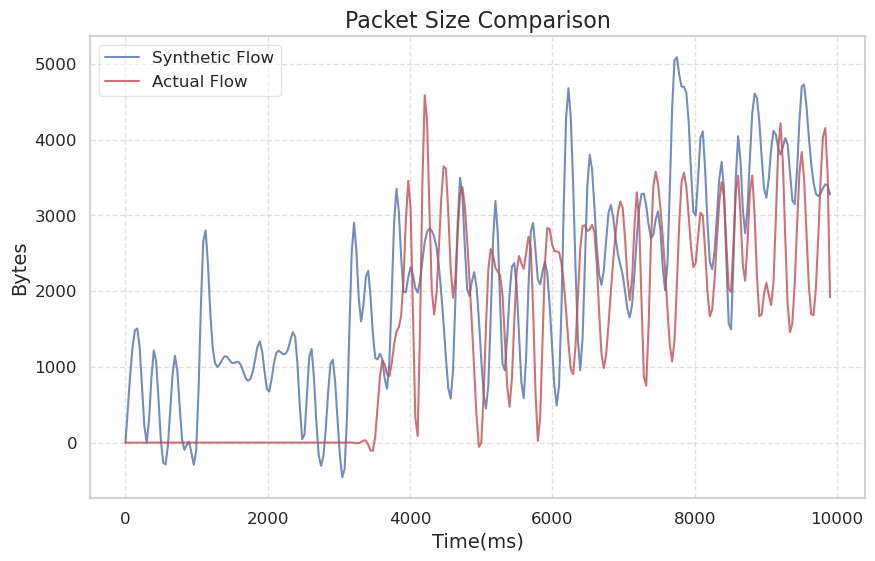 Packet Size Comparison
Synthetic Flow
Actual Flow
5000
4000
3000
2000
1000
0
Bytes
0 2000 4000 6000 8000 10000
Time(ms)